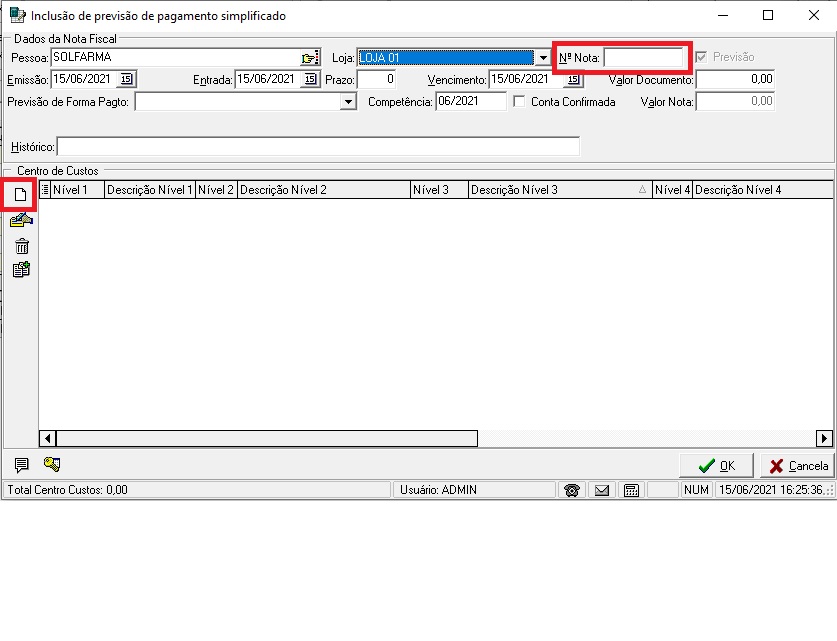 Inclusão de previsão de pagamento simplificado
Dados da Nota Fiscal
Pessoa: SOLFARMA Loja: LOJA 01 Nº Nota: Previsão
Emissão: 15/06/2021 15 Entrada: 15/06/2021 15 Prazo: 0 Vencimento: 15/06/2021 15 Valor Documento: 0,00
Previsão de Forma Pagto: Competência: 06/2021 Conta Confirmada Valor Nota: 0,00
Histórico:
Centro de Custos
Nível 1 Descrição Nível 1 Nível 2 Descrição Nível 2 Nível 3 Descrição Nível 3 Nível 4 Descrição Nível 4
OK Cancela
Total Centro Custos: 0,00 Usuário: ADMIN NUM 15/06/2021 16:25:36